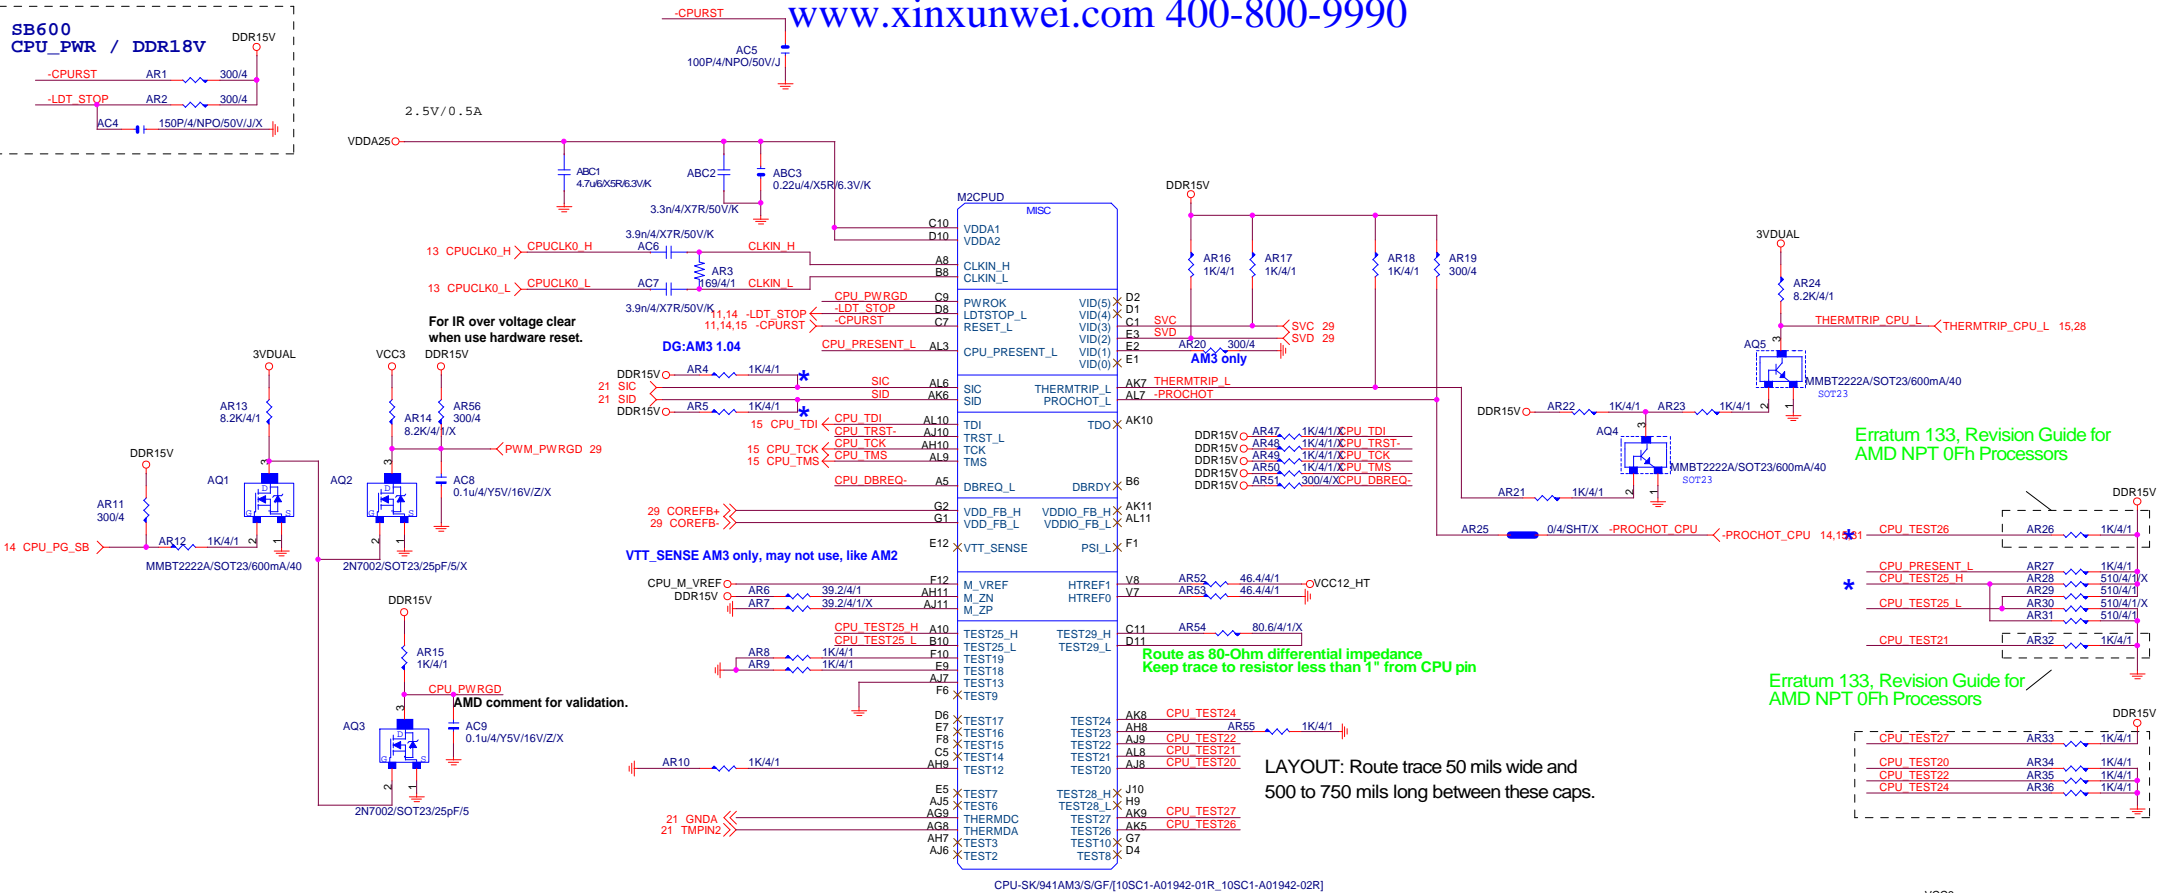 www.xinxunwei.com 400-800-9990
SB600
CPU_PWR / DDR18V
DDR15V
-CPURST AR1 300/4
-LDT_STOP AR2 300/4
AC4 150P/4/NPO/50V/J/X
-CPURST
AC5
100P/4/NPO/50V/J
2.5V/0.5A
VDDA25
ABC1
4.7u/6/X5R/6.3V/K
ABC2
3.3n/4/X7R/50V/K
ABC3
0.22u/4/X5R/6.3V/K
3.9n/4/X7R/50V/K
13 CPUCLK0_H CPUCLK0_H AC6 CLKIN_H
AR3
169/4/1
13 CPUCLK0_L CPUCLK0_L AC7 CLKIN_L
3.9n/4/X7R/50V/K
For IR over voltage clear
when use hardware reset.
CPU_PWRGD
11,14 -LDT_STOP -LDT_STOP
11,14,15 -CPURST -CPURST
DG:AM3 1.04
CPU_PRESENT_L
DDR15V AR4 1K/4/1 *
21 SIC SIC
21 SID SID
DDR15V AR5 1K/4/1 *
15 CPU_TDI CPU_TDI
CPU_TRST-
15 CPU_TCK CPU_TCK
15 CPU_TMS CPU_TMS
CPU_DBREQ-
29 COREFB+
29 COREFB-
VTT_SENSE AM3 only, may not use, like AM2
CPU_M_VREF
DDR15V AR6 39.2/4/1
AR7 39.2/4/1/X
CPU_TEST25_H
CPU_TEST25_L
AR8 1K/4/1
AR9 1K/4/1
AR10 1K/4/1
21 GNDA
21 TMPIN2
3VDUAL
AR13
8.2K/4/1
VCC3 DDR15V
AR14
8.2K/4/1/X
AR56
300/4
PWM_PWRGD 29
AC8
0.1u/4/Y5V/16V/Z/X
DDR15V
AR11
300/4
14 CPU_PG_SB AR12 1K/4/1
AQ1
3 D G S 2 1
MMBT2222A/SOT23/600mA/40
AQ2
3 D G S 2 1
2N7002/SOT23/25pF/5/X
DDR15V
AR15
1K/4/1
CPU_PWRGD
AMD comment for validation.
AC9
0.1u/4/Y5V/16V/Z/X
AQ3
3 D G S 2 1
2N7002/SOT23/25pF/5
M2CPUD
MISC
C10 VDDA1
D10 VDDA2
A8 CLKIN_H
B8 CLKIN_L
C9 PWROK VID(5) D2
D8 LDTSTOP_L VID(4) D1
C7 RESET_L VID(3) C1
VID(2) E3
AL3 CPU_PRESENT_L VID(1) E2
VID(0) E1
AL6 SIC THERMTRIP_L AK7
AK6 SID PROCHOT_L AL7
AL10 TDI TDO AK10
AJ10 TRST_L
AH10 TCK
AL9 TMS
A5 DBREQ_L DBRDY B6
G2 VDD_FB_H VDDIO_FB_H AK11
G1 VDD_FB_L VDDIO_FB_L AL11
E12 VTT_SENSE PSI_L F1
F12 M_VREF HTREF1 V8
AH11 M_ZN HTREF0 V7
AJ11 M_ZP
A10 TEST25_H TEST29_H C11
B10 TEST25_L TEST29_L D11
F10 TEST19
E9 TEST18
AJ7 TEST13
F6 TEST9
D6 TEST17 TEST24 AK8
E7 TEST16 TEST23 AH8
F8 TEST15 TEST22 AJ9
C5 TEST14 TEST21 AL8
AH9 TEST12 TEST20 AJ8
E5 TEST7 TEST28_H J10
AJ5 TEST6 TEST28_L H9
AG9 THERMDC TEST27 AK9
AG8 THERMDA TEST26 AK5
AH7 TEST3 TEST10 G7
AJ6 TEST2 TEST8 D4
CPU-SK/941AM3/S/GF/[10SC1-A01942-01R_10SC1-A01942-02R]
DDR15V
AR16
1K/4/1
AR17
1K/4/1
AR18
1K/4/1
AR19
300/4
SVC SVC 29
SVD SVD 29
AR20 300/4
AM3 only
THERMTRIP_L
-PROCHOT
DDR15V AR47 1K/4/1/X CPU_TDI
DDR15V AR48 1K/4/1/X CPU_TRST-
DDR15V AR49 1K/4/1/X CPU_TCK
DDR15V AR50 1K/4/1/X CPU_TMS
DDR15V AR51 300/4/X CPU_DBREQ-
AR52 46.4/4/1 VCC12_HT
AR53 46.4/4/1
AR54 80.6/4/1/X
Route as 80-Ohm differential impedance
Keep trace to resistor less than 1" from CPU pin
CPU_TEST24
AR55 1K/4/1
CPU_TEST22
CPU_TEST21
CPU_TEST20
LAYOUT: Route trace 50 mils wide and
500 to 750 mils long between these caps.
CPU_TEST27
CPU_TEST26
3VDUAL
AR24
8.2K/4/1
THERMTRIP_CPU_L THERMTRIP_CPU_L 15,28
AQ5
3 2 1
MMBT2222A/SOT23/600mA/40
SOT23
DDR15V AR22 1K/4/1 AR23 1K/4/1
AQ4
3 2 1
MMBT2222A/SOT23/600mA/40
SOT23
AR21 1K/4/1
AR25 0/4/SHT/X -PROCHOT_CPU -PROCHOT_CPU
Erratum 133, Revision Guide for
AMD NPT 0Fh Processors
DDR15V
* CPU_TEST26 AR26 1K/4/1
CPU_PRESENT_L AR27 1K/4/1
* CPU_TEST25_H AR28 510/4/1/X
AR29 510/4/1
CPU_TEST25_L AR30 510/4/1/X
AR31 510/4/1
CPU_TEST21 AR32 1K/4/1
Erratum 133, Revision Guide for
AMD NPT 0Fh Processors
DDR15V
CPU_TEST27 AR33 1K/4/1
CPU_TEST20 AR34 1K/4/1
CPU_TEST22 AR35 1K/4/1
CPU_TEST24 AR36 1K/4/1